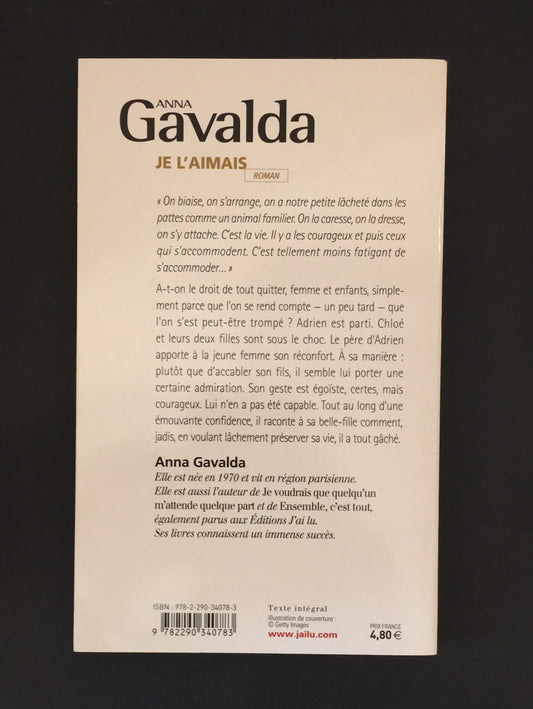 ANNA
Gavalda
JE L'AIMAIS
ROMAN
« On biaise, on s'arrange, on a notre petite lâcheté dans les
pattes comme un animal familier. On la caresse, on la dresse,
on s'y attache. C'est la vie. Il y a les courageux et puis ceux
qui s'accommodent. C'est tellement moins fatigant de
s'accommoder... »
A-t-on le droit de tout quitter, femme et enfants, simple-
ment parce que l'on se rend compte — un peu tard — que
l'on s'est peut-être trompé ? Adrien est parti. Chloé
et leurs deux filles sont sous le choc. Le père d'Adrien
apporte à la jeune femme son réconfort. À sa manière :
plutôt que d'accabler son fils, il semble lui porter une
certaine admiration. Son geste est égoïste, certes, mais
courageux. Lui n'en a pas été capable. Tout au long d'une
émouvante confidence, il raconte à sa belle-fille comment,
jadis, en voulant lâchement préserver sa vie, il a tout gâché.
Anna Gavalda
Elle est née en 1970 et vit en région parisienne.
Elle est aussi l'auteur de Je voudrais que quelqu'un
m'attende quelque part et de Ensemble, c'est tout,
également parus aux Éditions J'ai lu.
Ses livres connaissent un immense succès.
ISBN : 978-2-290-34078-3
9 782290 340783
Texte intégral
Illustration de couverture :
© Getty Images
www.jailu.com
PRIX FRANCE
4,80 €